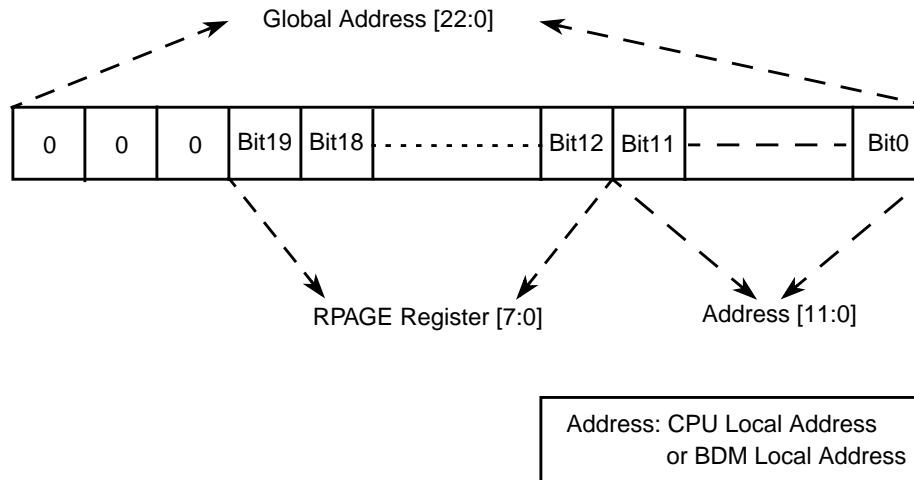 Global Address [22:0]
0 0 0 Bit19 Bit18 Bit12 Bit11 Bit0
RPAGE Register [7:0]
Address [11:0]
Address: CPU Local Address
or BDM Local Address